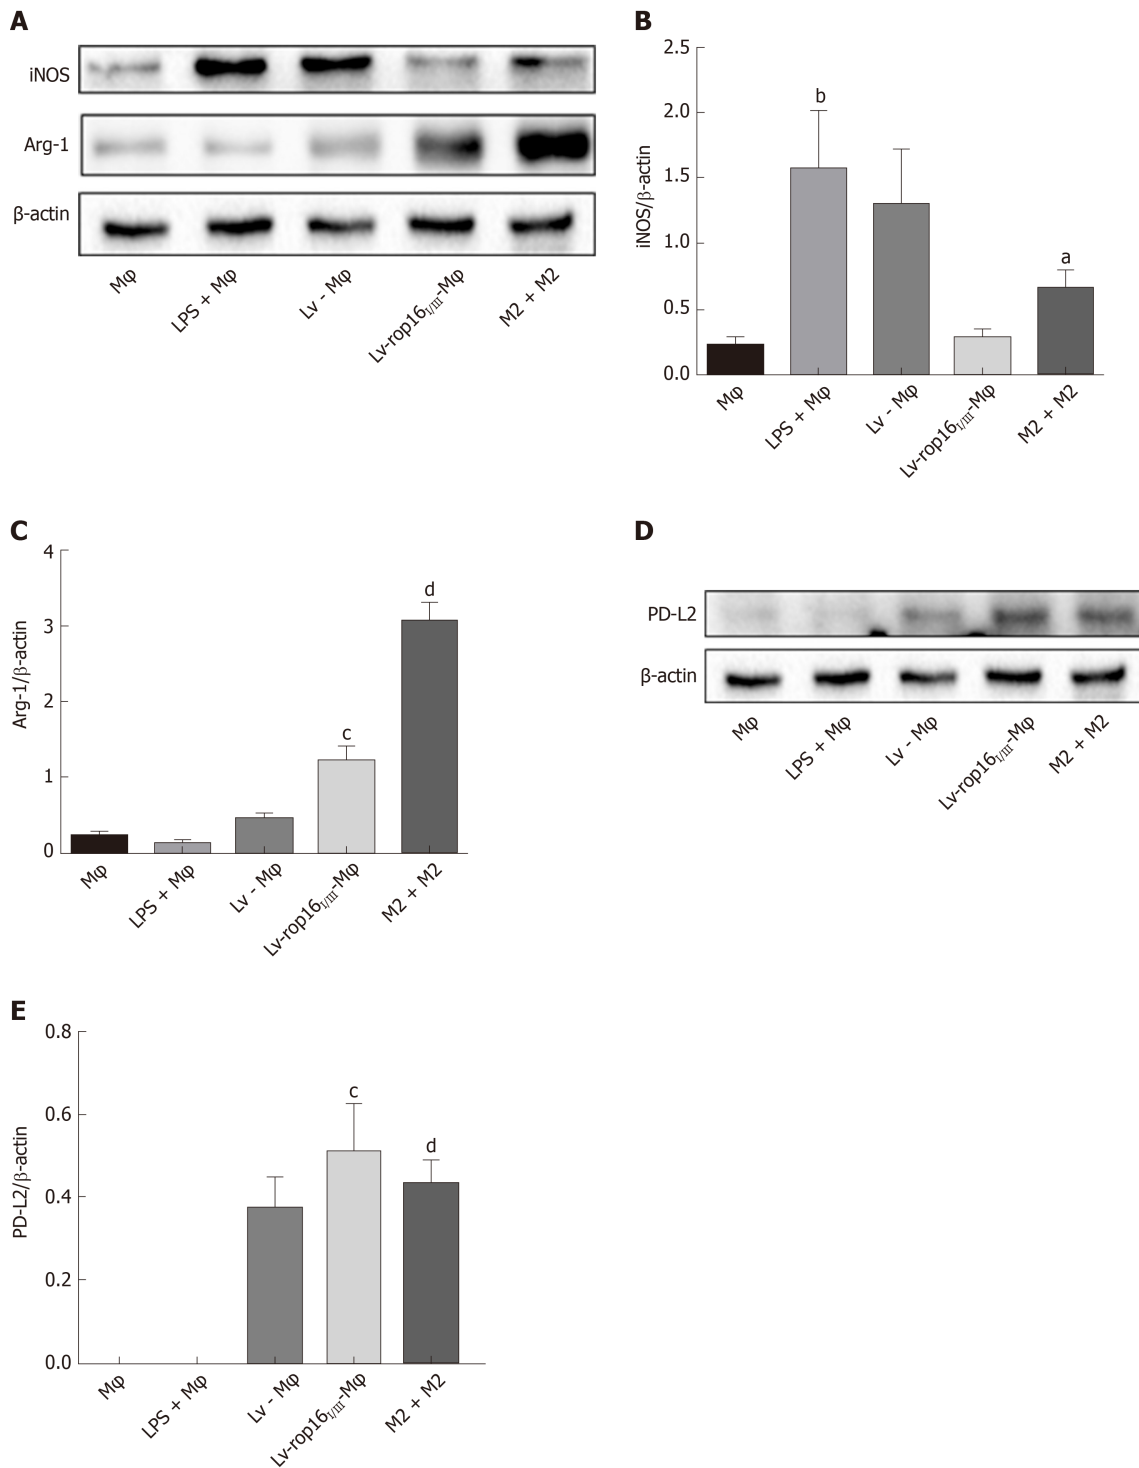 A
iNOS
Arg-1
β-actin
Mφ
LPS + Mφ
Lv - Mφ
Lv-rop16I/III-Mφ
M2 + M2
B
2.5
2.0
1.5
1.0
0.5
0.0
iNOS/β-actin
b
a
Mφ
LPS + Mφ
Lv - Mφ
Lv-rop16I/III-Mφ
M2 + M2
C
4
3
2
1
0
Arg-1/β-actin
c
d
Mφ
LPS + Mφ
Lv - Mφ
Lv-rop16I/III-Mφ
M2 + M2
D
PD-L2
β-actin
Mφ
LPS + Mφ
Lv - Mφ
Lv-rop16I/III-Mφ
M2 + M2
E
0.8
0.6
0.4
0.2
0.0
PD-L2/β-actin
c
d
Mφ
LPS + Mφ
Lv - Mφ
Lv-rop16I/III-Mφ
M2 + M2